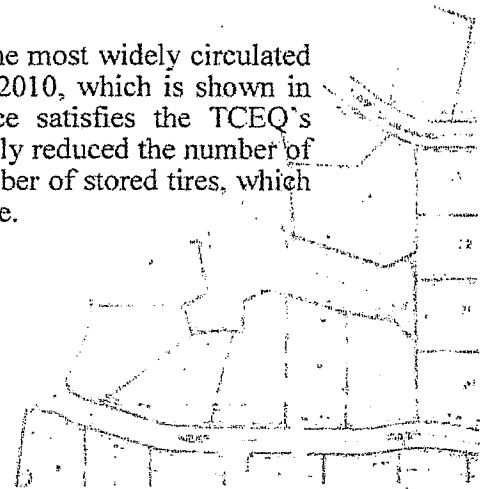 he most widely circulated
2010, which is shown in
ce satisfies the TCEQ's
ly reduced the number of
ber of stored tires, which
e.